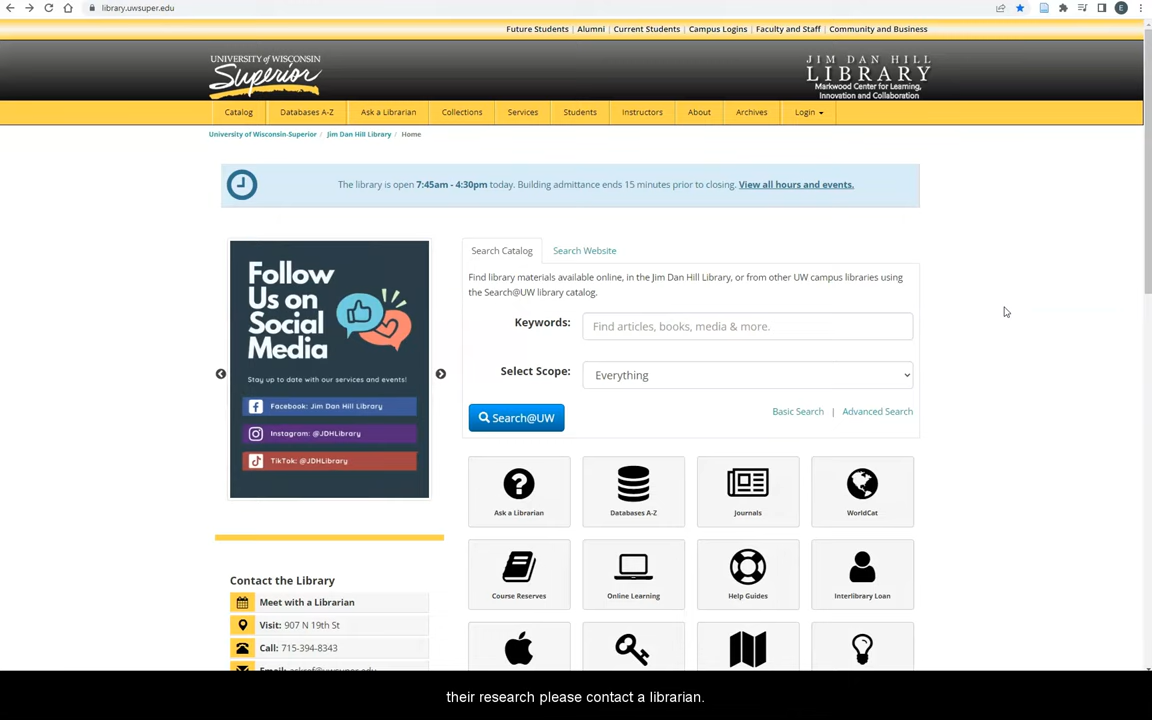 library.uwsuper.edu
E
Future Students Alumni Current Students Campus Logins Faculty and Staff Community and Business
UNIVERSITY OF WISCONSIN
Superior
JIM DAN HILL
LIBRARY
Markwood Center for Learning,
Innovation and Collaboration
Catalog Databases A-Z Ask a Librarian Collections Services Students Instructors About Archives Login
University of Wisconsin-Superior / Jim Dan Hill Library / Home
The library is open 7:45am - 4:30pm today. Building admittance ends 15 minutes prior to closing. View all hours and events.
Follow
Us on
Social
Media
Stay up to date with our services and events!
Facebook: Jim Dan Hill Library
Instagram: @JDHLibrary
TikTok: @JDHLibrary
Search Catalog Search Website
Find library materials available online, in the Jim Dan Hill Library, or from other UW campus libraries using
the Search@UW library catalog.
Keywords: Find articles, books, media & more.
Select Scope: Everything
Search@UW Basic Search | Advanced Search
Ask a Librarian Databases A-Z Journals WorldCat
Course Reserves Online Learning Help Guides Interlibrary Loan
Contact the Library
Meet with a Librarian
Visit: 907 N 19th St
Call: 715-394-8343
Email: askref@uwsuper.edu
their research please contact a librarian.